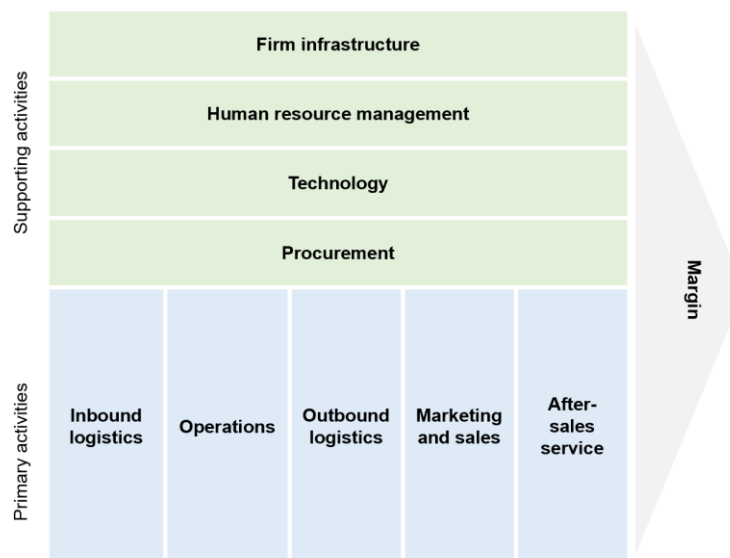 Supporting activities
Firm infrastructure
Human resource management
Technology
Procurement
Primary activities
Inbound
logistics
Operations
Outbound
logistics
Marketing
and sales
After-
sales
service
Margin